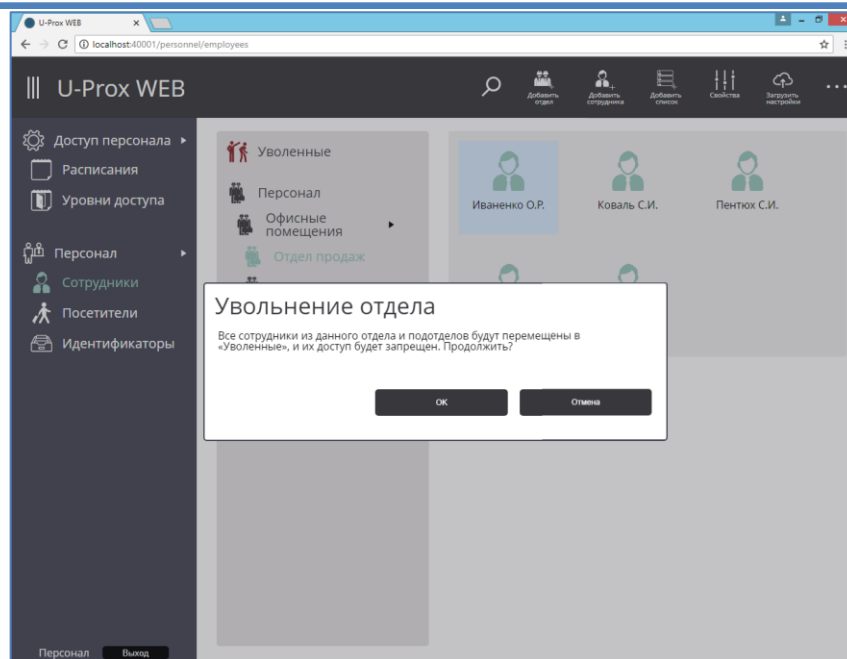 U-Prox WEB
localhost:40001/personnel/employees
U-Prox WEB
Добавить отдел
Добавить сотрудника
Добавить список
Свойства
Загрузить настройки
Доступ персонала
Расписания
Уровни доступа
Персонал
Сотрудники
Посетители
Идентификаторы
Уволенные
Персонал
Офисные
помещения
Отдел продаж
Иваненко О.Р.
Коваль С.И.
Пентюх С.И.
Увольнение отдела
Все сотрудники из данного отдела и подотделов будут перемещены в
«Уволенные», и их доступ будет запрещен. Продолжить?
ОК
Отмена
Персонал
Выход